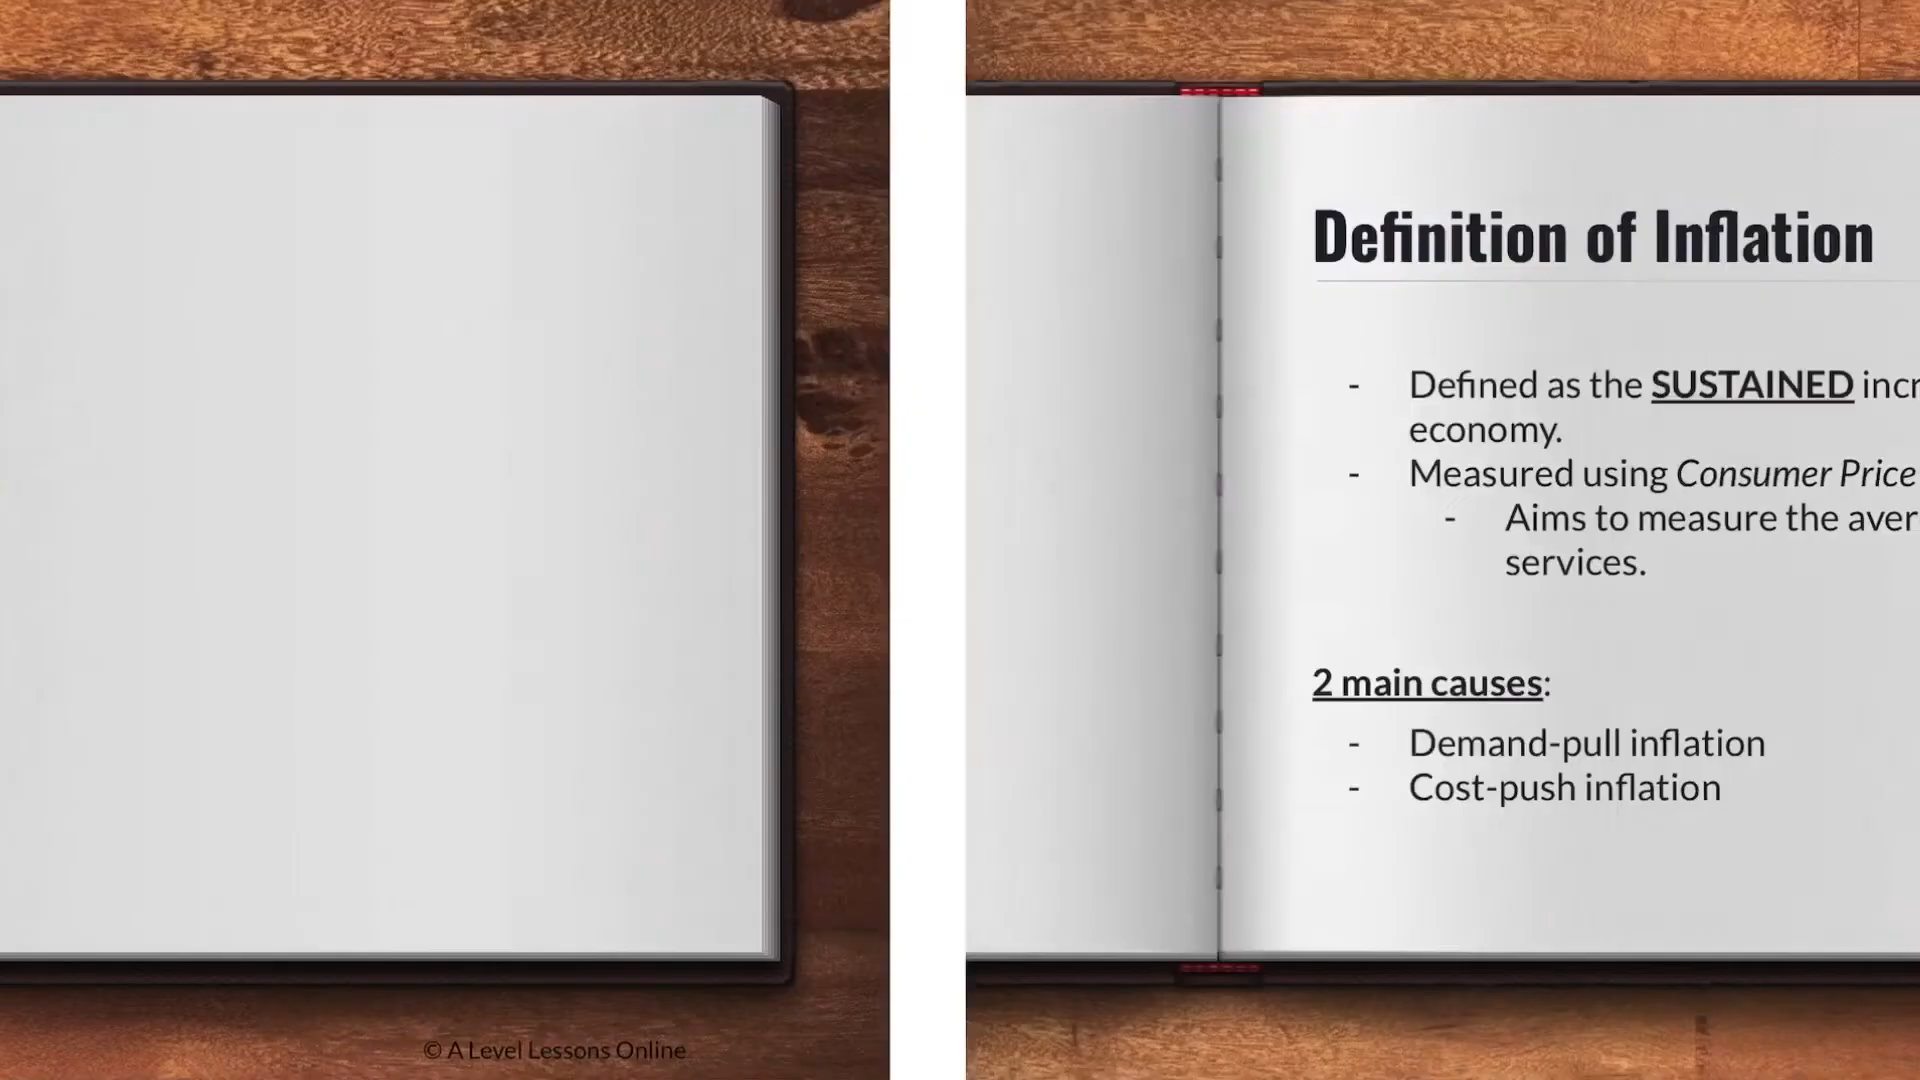 Definition of Inflation
- Defined as the SUSTAINED incr
economy.
- Measured using Consumer Price
- Aims to measure the aver
services.
2 main causes:
- Demand-pull inflation
- Cost-push inflation
© A Level Lessons Online